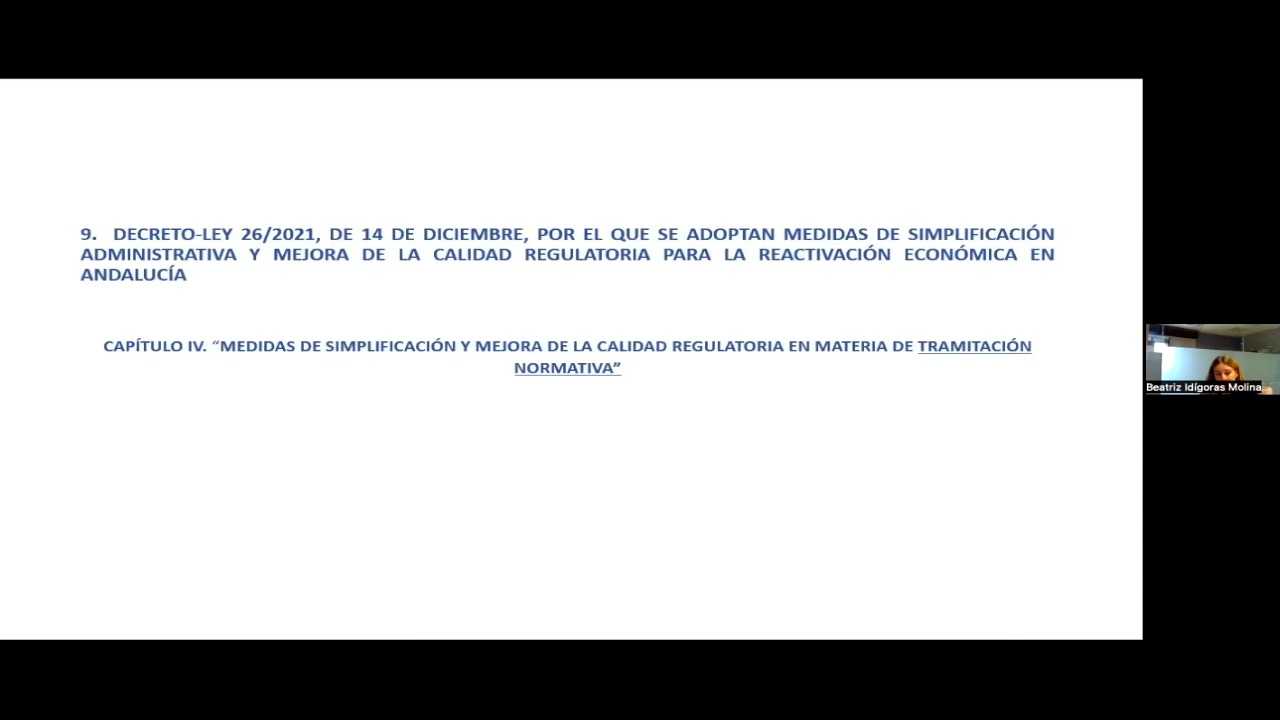 9. DECRETO-LEY 26/2021, DE 14 DE DICIEMBRE, POR EL QUE SE ADOPTAN MEDIDAS DE SIMPLIFICACIÓN
ADMINISTRATIVA Y MEJORA DE LA CALIDAD REGULATORIA PARA LA REACTIVACIÓN ECONÓMICA EN
ANDALUCÍA
CAPÍTULO IV. “MEDIDAS DE SIMPLIFICACIÓN Y MEJORA DE LA CALIDAD REGULATORIA EN MATERIA DE TRAMITACIÓN
NORMATIVA”
Beatriz Idígoras Molina